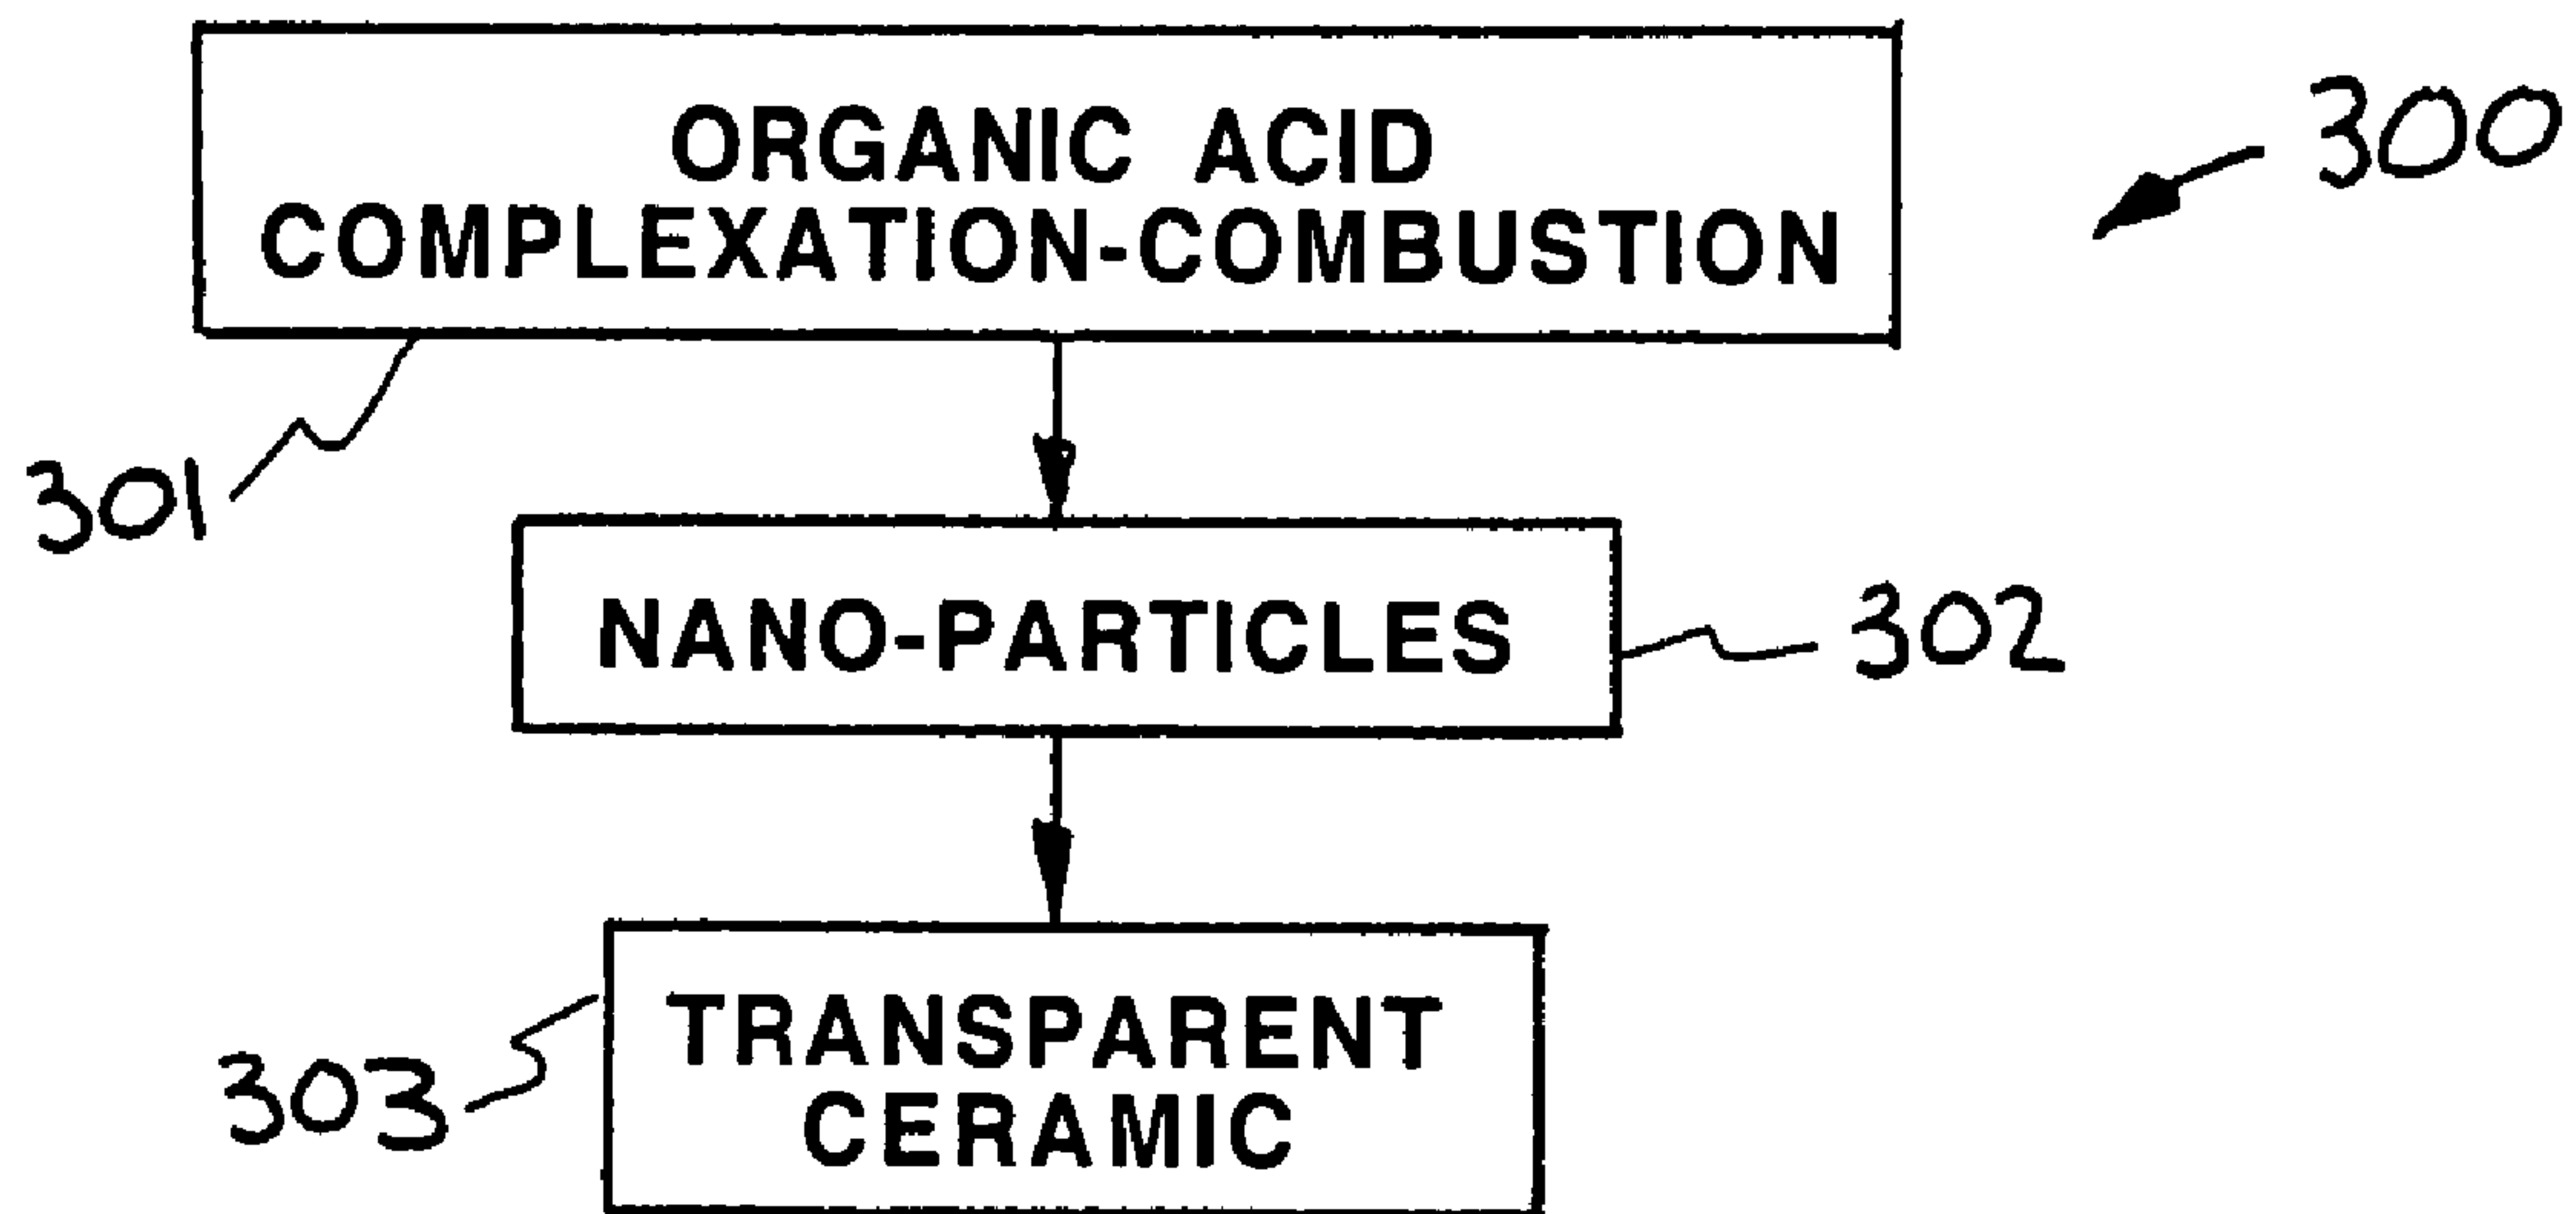 ORGANIC ACID
COMPLEXATION-COMBUSTION
300
301
NANO-PARTICLES
302
TRANSPARENT
CERAMIC
303